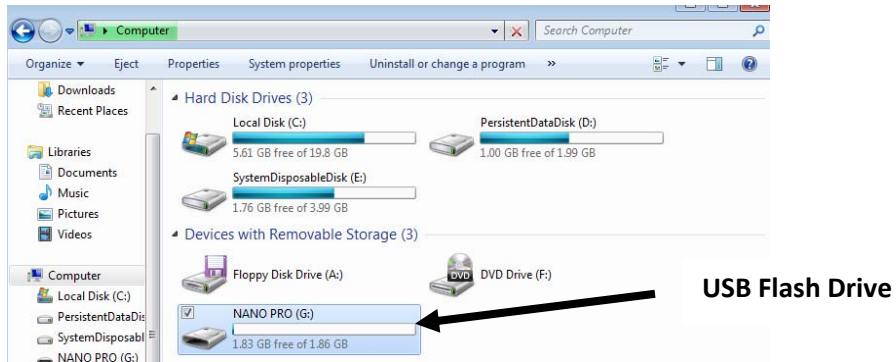 Computer
Search Computer
Organize
Eject
Properties
System properties
Uninstall or change a program
»
Downloads
Recent Places
Libraries
Documents
Music
Pictures
Videos
Computer
Local Disk (C:)
PersistentDataDis
SystemDisposabl
NANO PRO (G:)
Hard Disk Drives (3)
Local Disk (C:)
5.61 GB free of 19.8 GB
PersistentDataDisk (D:)
1.00 GB free of 1.99 GB
SystemDisposableDisk (E:)
1.76 GB free of 3.99 GB
Devices with Removable Storage (3)
Floppy Disk Drive (A:)
DVD
DVD Drive (F:)
NANO PRO (G:)
1.83 GB free of 1.86 GB
USB Flash Drive